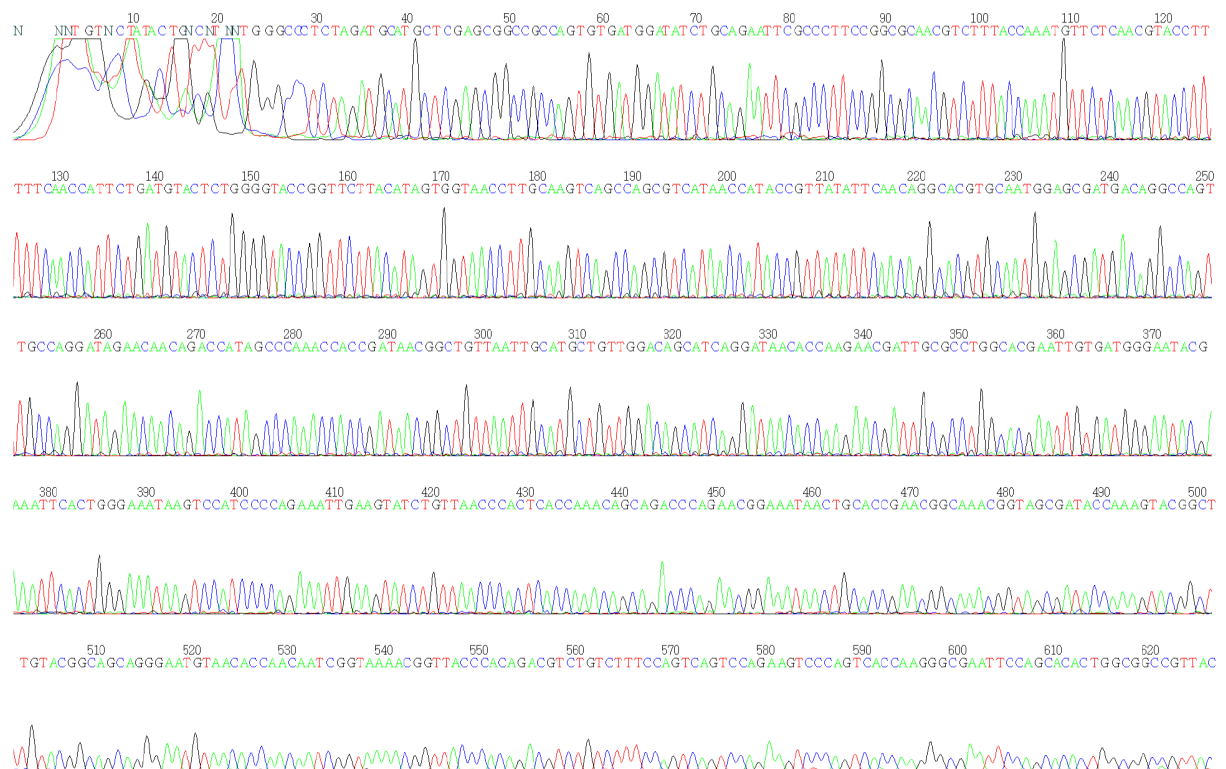 10 20 30 40 50 60 70 80 90 100 110 120
N NNTGTNCTATACTGNCNTNNTGCGCCCTCTAGATGCATGCTCGAGCGGCCGCCAGTGTGATGGATATCTGCAGAATTCGCCCTTCCGGCGCAACGTCTTTACCAAATGTTCTCAACGTACCTT
130 140 150 160 170 180 190 200 210 220 230 240 250
TTTCAACCATTCTGATGTACTCTGGGGTACCGGTTCTTACATAGTGGTAACCTTGCAAGTCAGCCAGCGTCATAACCATACCGTTATATTCAACAGGCACGTGCAATGGAGCGATGACAGGCCAGT
260 270 280 290 300 310 320 330 340 350 360 370
TGCCAGGATAGAACAACAGACCATAGCCCAAACCACCGATAACGGCTGTTAATTGCATGCTGTTGGACAGCATCAGGATAACACCAAGAACGATTGCGCCTGGCACGAATTGTGATGGGAATACG
380 390 400 410 420 430 440 450 460 470 480 490 500
AAATTCACTGGGAAATAAGTCCATCCCCAGAAATTGAAGTATCTGTTAACCCACTCACCAAACAGCAGACCCAGAACGGAAATAACTGCACCGAACGGCAAACGGTAGCGATACCAAAGTACGGCT
510 520 530 540 550 560 570 580 590 600 610 620
TGTACGGCAGCAGGGAATGTAACACCAACAATCGGTAAAACGGTTACCCACAGACGTCTGTCTTTCCAGTCAGTCCAGAAGTCCCAGTCACCAAGGGCGAATTCCAGCACACTGGCGGCCGTTAC